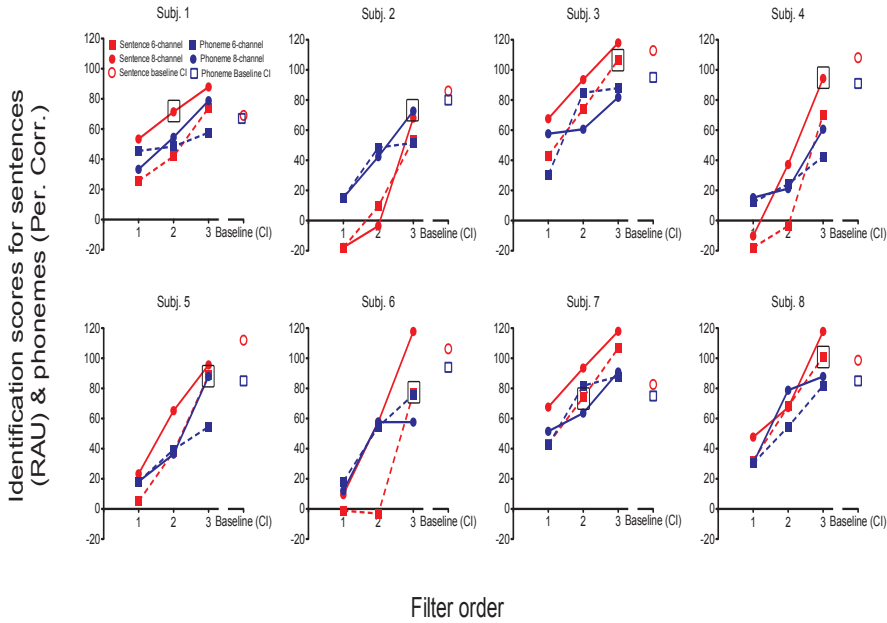 Identification scores for sentences
(RAU) & phonemes (Per. Corr.)
Subj. 1
Subj. 2
Subj. 3
Subj. 4
Sentence 6-channel
Phoneme 6-channel
Sentence 8-channel
Phoneme 8-channel
Sentence baseline CI
Phoneme Baseline CI
120
100
80
60
40
20
0
-20
1 2 3 Baseline (CI)
120
100
80
60
40
20
0
-20
1 2 3 Baseline (CI)
120
100
80
60
40
20
0
-20
1 2 3 Baseline (CI)
120
100
80
60
40
20
0
-20
1 2 3 Baseline (CI)
Subj. 5
Subj. 6
Subj. 7
Subj. 8
120
100
80
60
40
20
0
-20
1 2 3 Baseline (CI)
120
100
80
60
40
20
0
-20
1 2 3 Baseline (CI)
120
100
80
60
40
20
0
-20
1 2 3 Baseline (CI)
120
100
80
60
40
20
0
-20
1 2 3 Baseline (CI)
Filter order